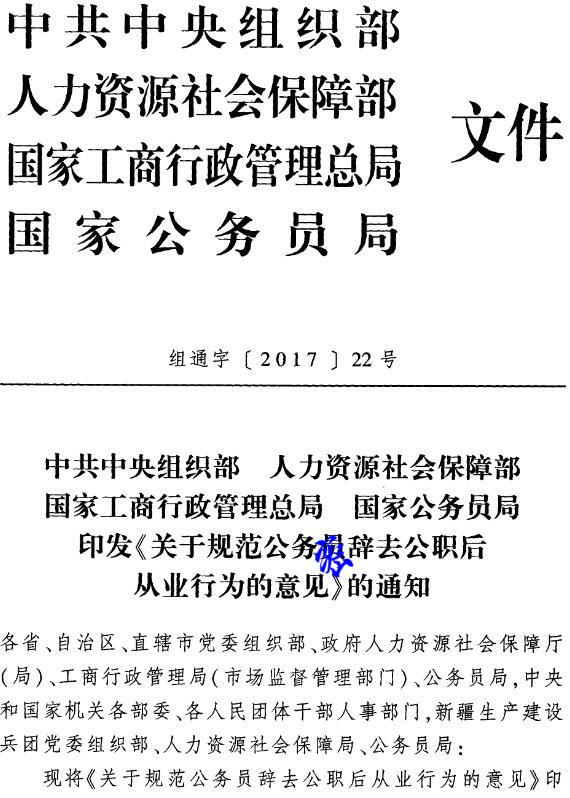 中共中央组织部
人力资源社会保障部
国家工商行政管理总局
国家公务员局
文件
组通字〔2017〕22号
中共中央组织部 人力资源社会保障部
国家工商行政管理总局 国家公务员局
印发《关于规范公务员辞去公职后
从业行为的意见》的通知
各省、自治区、直辖市党委组织部、政府人力资源社会保障厅
(局)、工商行政管理局(市场监督管理部门)、公务员局,中央
和国家机关各部委、各人民团体干部人事部门,新疆生产建设
兵团党委组织部、人力资源社会保障局、公务员局:
现将《关于规范公务员辞去公职后从业行为的意见》印